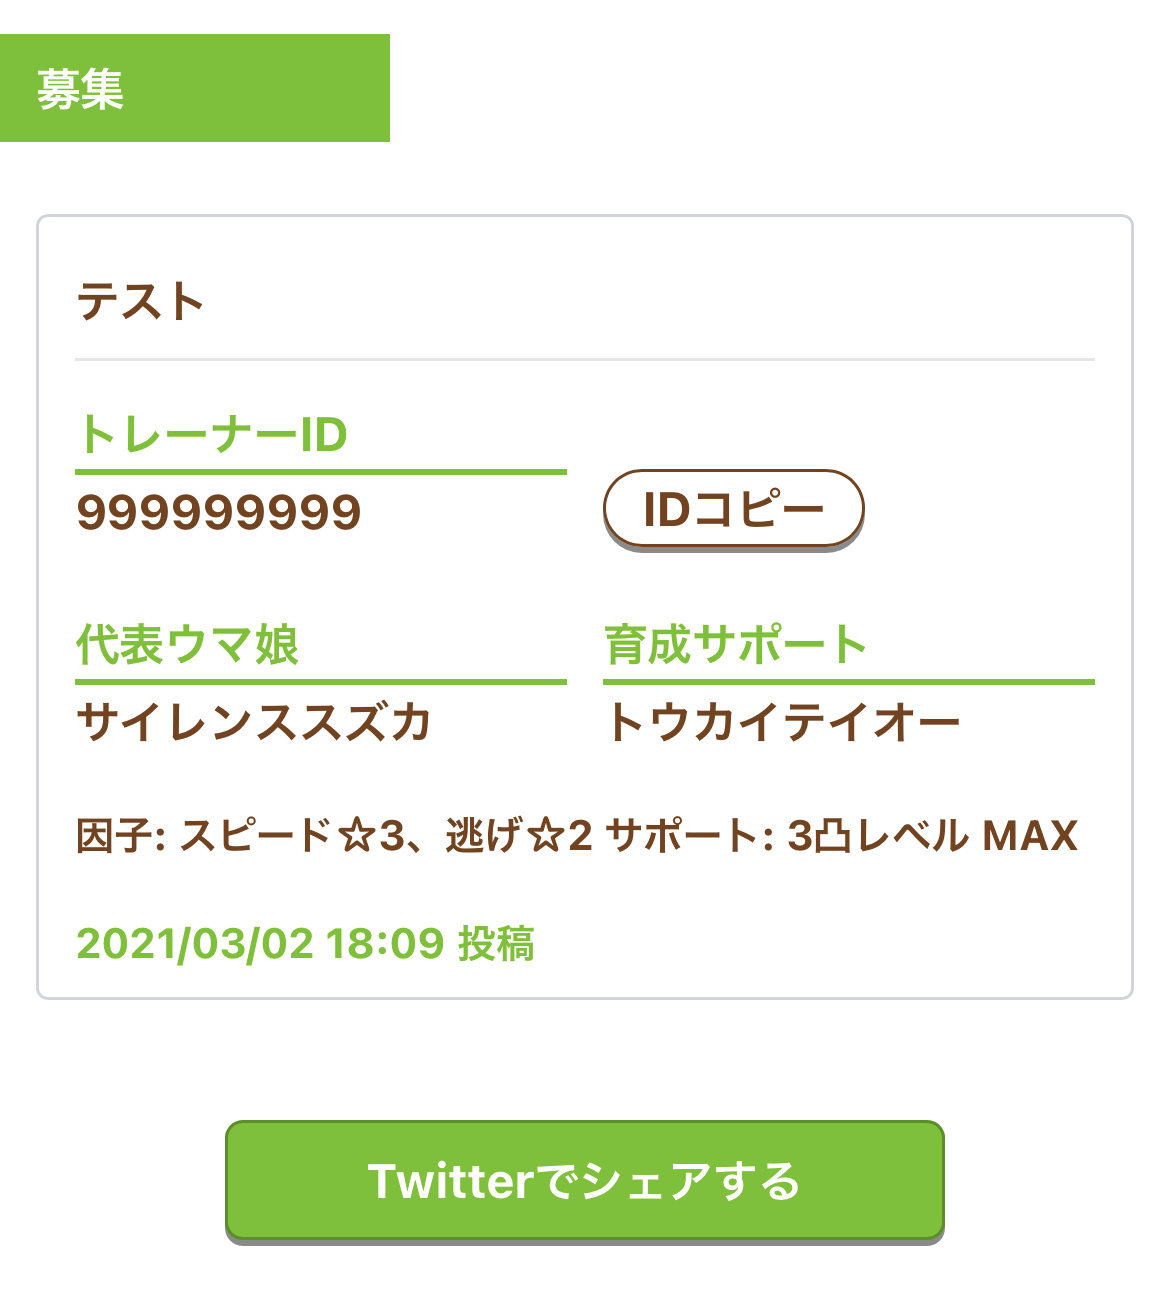 募集
テスト
トレーナーID
999999999
IDコピー
代表ウマ娘
育成サポート
サイレンススズカ
トウカイテイオー
因子: スピード☆3、逃げ☆2 サポート: 3凸レベル MAX
2021/03/02 18:09 投稿
Twitterでシェアする